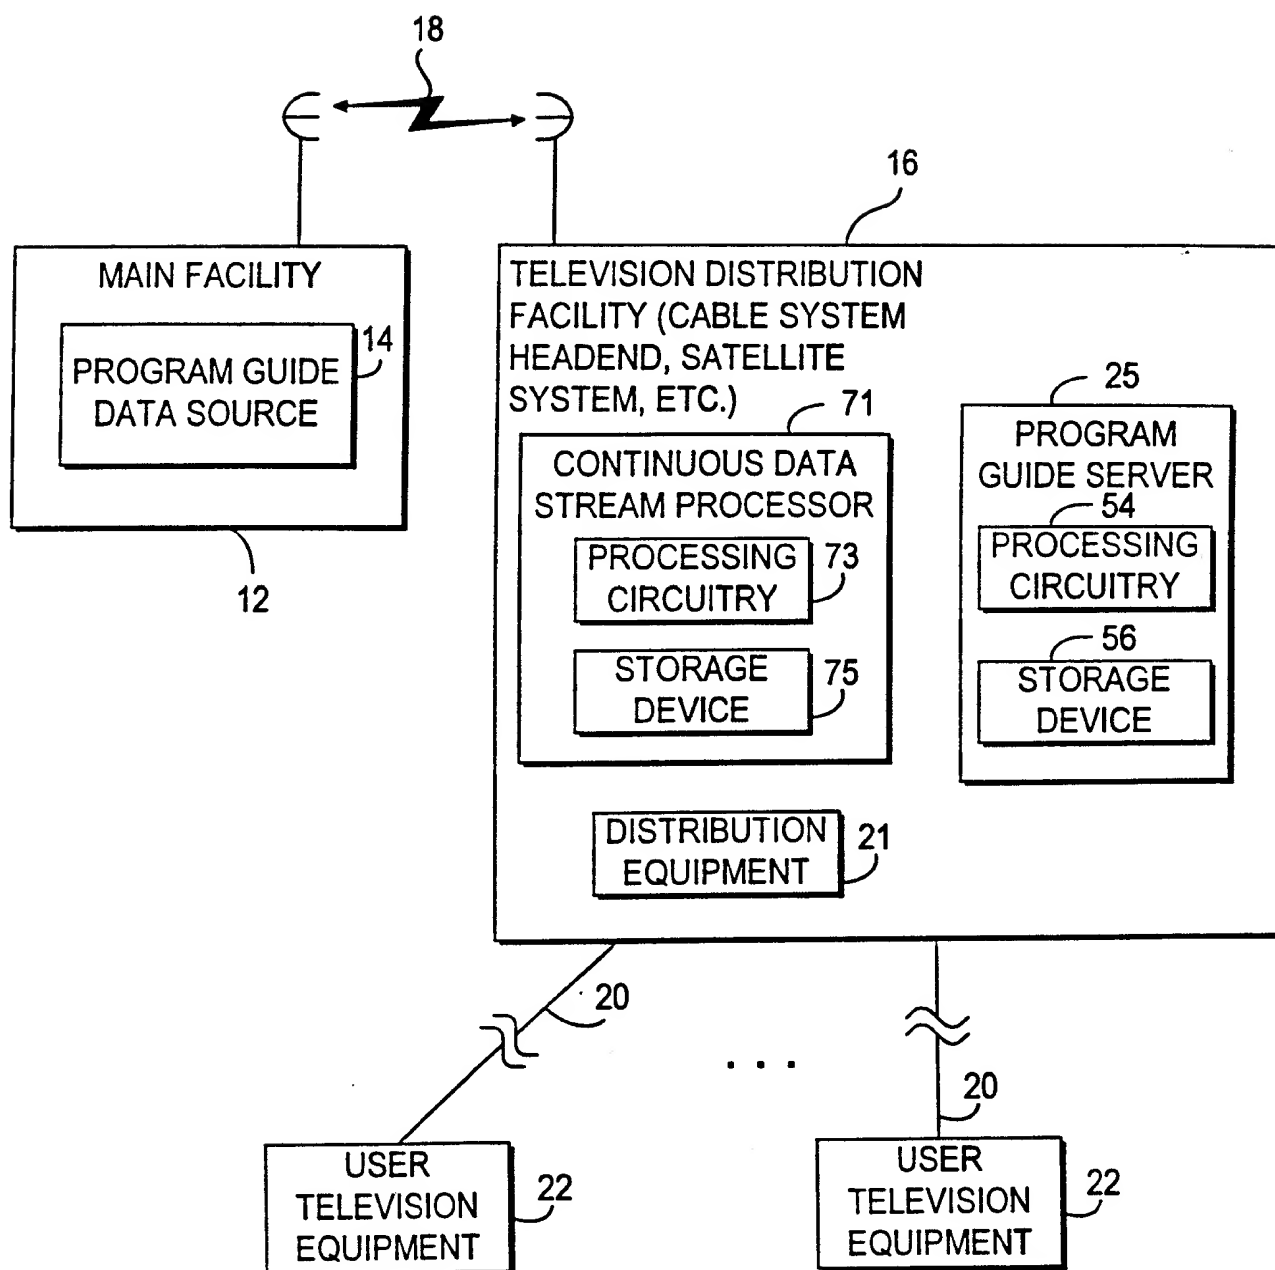 18
16
MAIN FACILITY
14
PROGRAM GUIDE
DATA SOURCE
12
TELEVISION DISTRIBUTION
FACILITY (CABLE SYSTEM
HEADEND, SATELLITE
SYSTEM, ETC.)
71
CONTINUOUS DATA
STREAM PROCESSOR
PROCESSING
CIRCUITRY
73
STORAGE
DEVICE
75
25
PROGRAM
GUIDE SERVER
54
PROCESSING
CIRCUITRY
56
STORAGE
DEVICE
DISTRIBUTION
EQUIPMENT
21
20
. . .
20
USER
TELEVISION
EQUIPMENT
22
USER
TELEVISION
EQUIPMENT
22